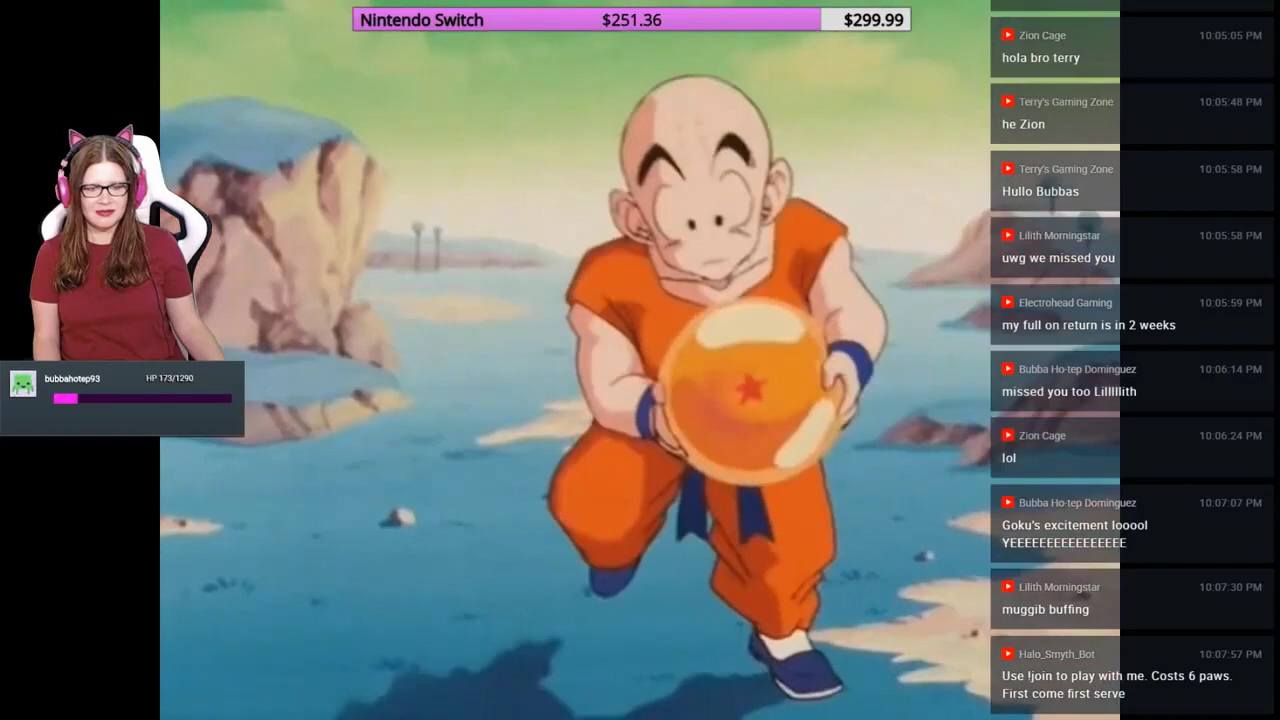 Nintendo Switch $251.36 $299.99
Zion Cage 10:05:05 PM
hola bro terry
Terry's Gaming Zone 10:05:48 PM
he Zion
Terry's Gaming Zone 10:05:58 PM
Hullo Bubbas
Lilith Morningstar 10:05:58 PM
uwg we missed you
Electrohead Gaming 10:05:59 PM
my full on return is in 2 weeks
Bubba Ho-tep Dominguez 10:06:14 PM
missed you too Lilllllith
Zion Cage 10:06:24 PM
lol
Bubba Ho-tep Dominguez 10:07:07 PM
Goku's excitement looool
YEEEEEEEEEEEEEEEE
Lilith Morningstar 10:07:30 PM
muggib buffing
Halo_Smyth_Bot 10:07:57 PM
Use !join to play with me. Costs 6 paws.
First come first serve
bubbahotep93 HP 173/1290